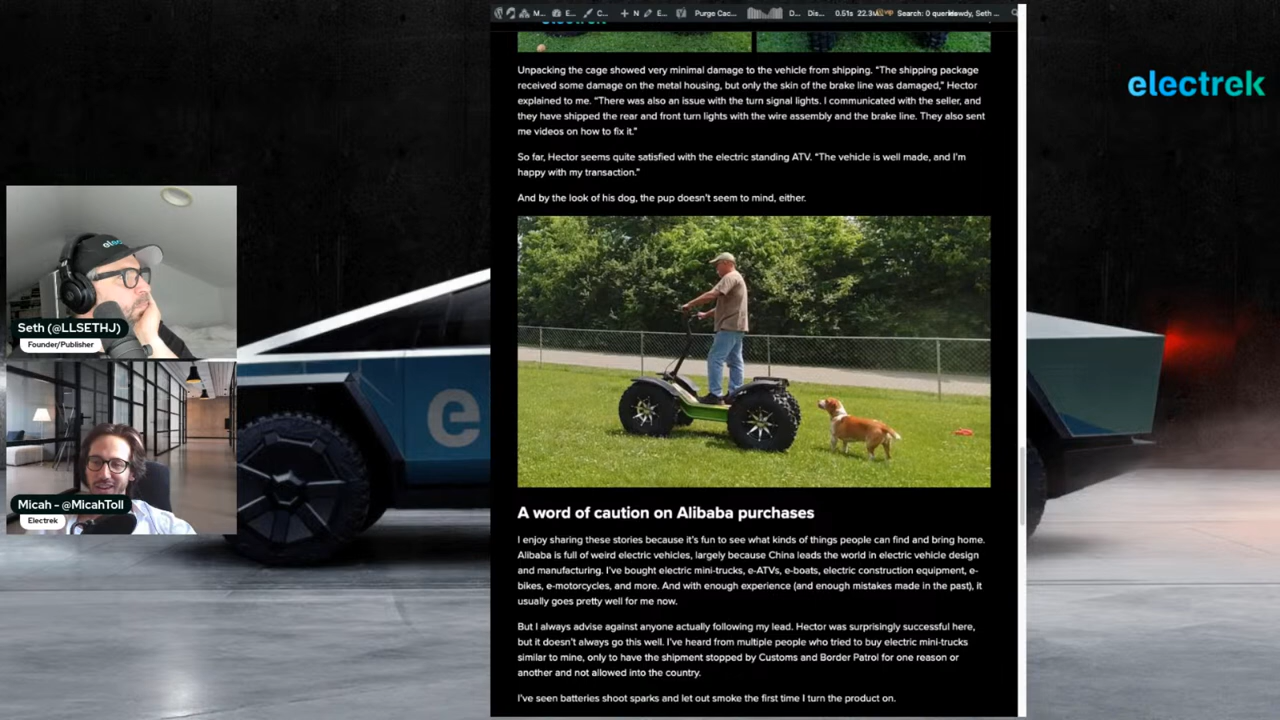 M...
E...
C...
N
E...
Purge Cac...
D...
Dis...
0.51s
Search: 0 queri
Howdy, Seth ...
electrek
Unpacking the cage showed very minimal damage to the vehicle from shipping. “The shipping package
received some damage on the metal housing, but only the skin of the brake line was damaged,” Hector
explained to me. “There was also an issue with the turn signal lights. I communicated with the seller, and
they have shipped the rear and front turn lights with the wire assembly and the brake line. They also sent
me videos on how to fix it.”
So far, Hector seems quite satisfied with the electric standing ATV. “The vehicle is well made, and I’m
happy with my transaction.”
And by the look of his dog, the pup doesn’t seem to mind, either.
Seth (@LLSETHJ)
Founder/Publisher
e
Micah - @MicahToll
Electrek
A word of caution on Alibaba purchases
I enjoy sharing these stories because it’s fun to see what kinds of things people can find and bring home.
Alibaba is full of weird electric vehicles, largely because China leads the world in electric vehicle design
and manufacturing. I’ve bought electric mini-trucks, e-ATVs, e-boats, electric construction equipment, e-
bikes, e-motorcycles, and more. And with enough experience (and enough mistakes made in the past), it
usually goes pretty well for me now.
But I always advise against anyone actually following my lead. Hector was surprisingly successful here,
but it doesn’t always go this well. I’ve heard from multiple people who tried to buy electric mini-trucks
similar to mine, only to have the shipment stopped by Customs and Border Patrol for one reason or
another and not allowed into the country.
I’ve seen batteries shoot sparks and let out smoke the first time I turn the product on.